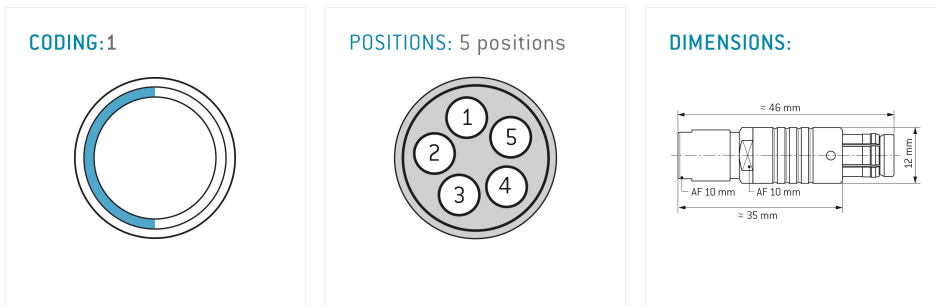 CODING:1
POSITIONS: 5 positions
1
2
5
3
4
DIMENSIONS:
≈ 46 mm
12 mm
AF 10 mm
AF 10 mm
≈ 35 mm